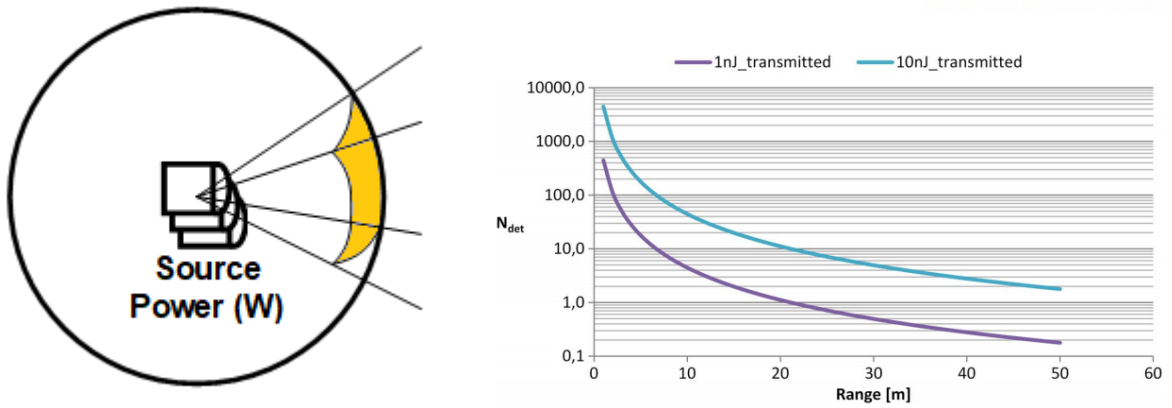 Source
Power (W)
1nJ_transmitted 10nJ_transmitted
10000,0
1000,0
100,0
10,0
1,0
0,1
N_det
0 10 20 30 40 50 60
Range [m]